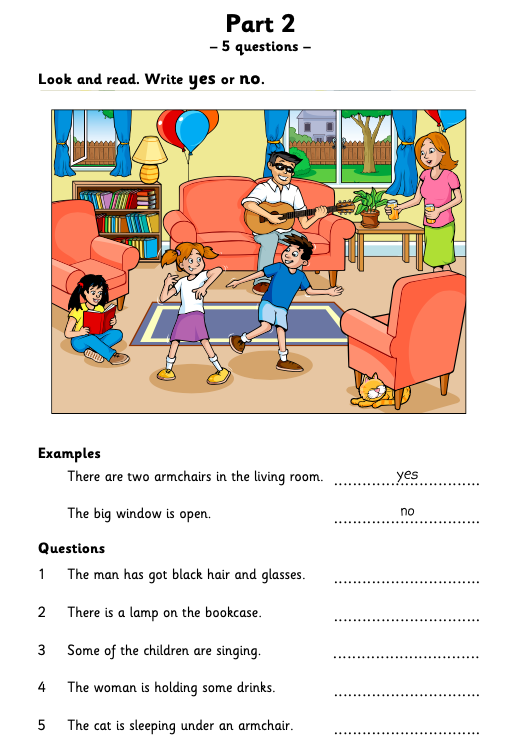 Part 2
– 5 questions –
Look and read. Write yes or no.
Examples
There are two armchairs in the living room. yes
The big window is open. no
Questions
1 The man has got black hair and glasses. ................................
2 There is a lamp on the bookcase. ................................
3 Some of the children are singing. ................................
4 The woman is holding some drinks. ................................
5 The cat is sleeping under an armchair. ................................